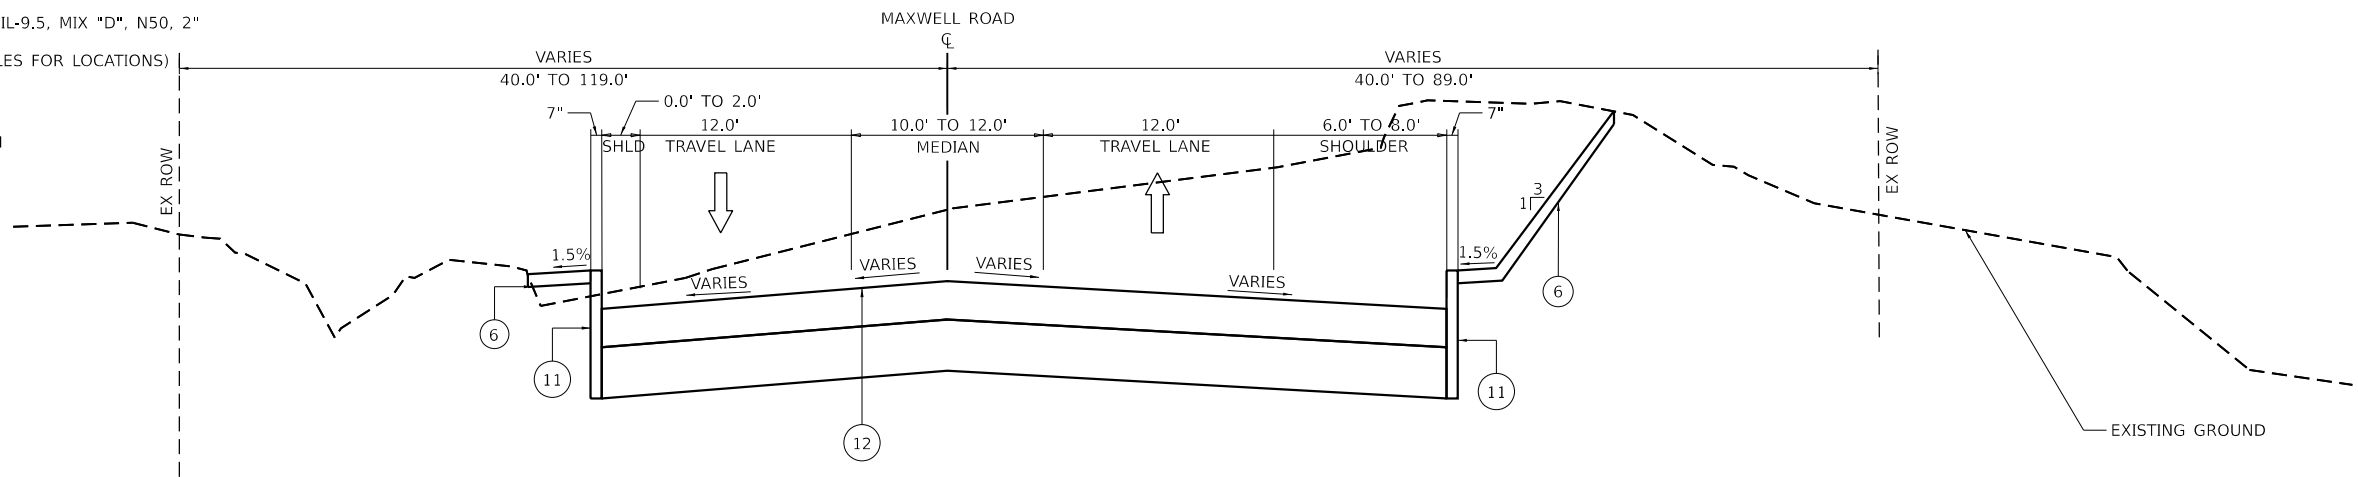 IL-9.5, MIX "D", N50, 2"
LES FOR LOCATIONS)
MAXWELL ROAD
℄
VARIES
40.0' TO 119.0'
VARIES
40.0' TO 89.0'
7"
0.0' TO 2.0'
12.0'
10.0' TO 12.0'
12.0'
6.0' TO 8.0'
7"
SHLD
TRAVEL LANE
MEDIAN
TRAVEL LANE
SHOULDER
EX ROW
EX ROW
3
1
1.5%
VARIES
VARIES
1.5%
VARIES
VARIES
6
6
11
11
12
EXISTING GROUND